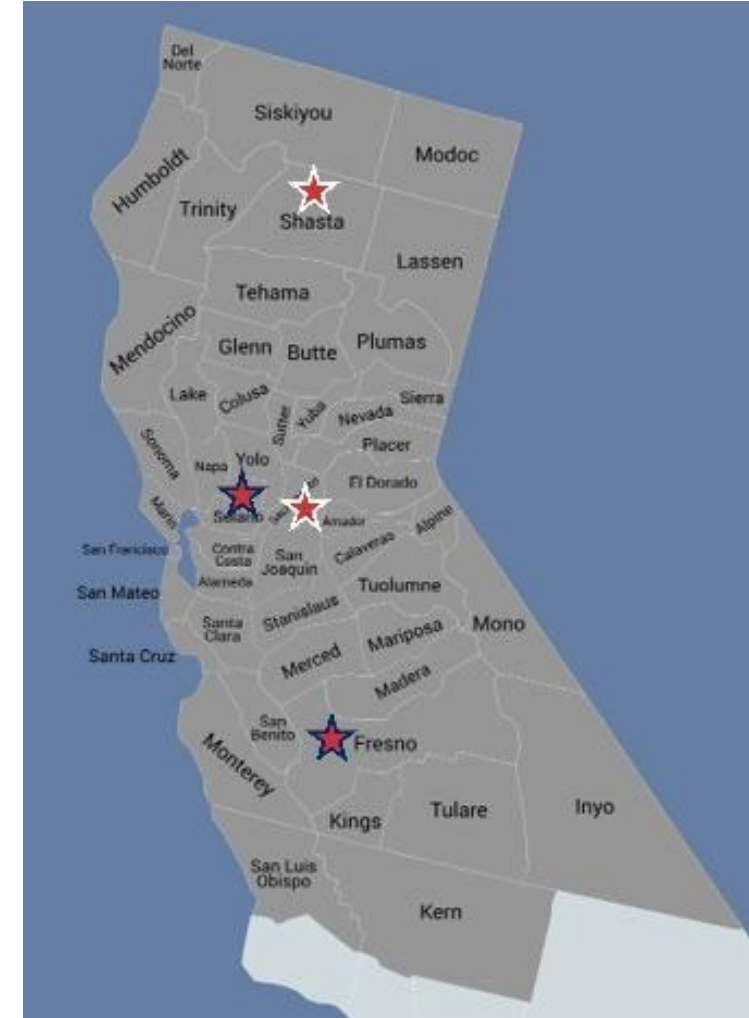 Del
Norte
Siskiyou
Modoc
Humboldt
Trinity
Shasta
Lassen
Tehama
Mendocino
Glenn
Butte
Plumas
Lake
Colusa
Sutter
Yuba
Nevada
Sierra
Placer
Sonoma
Napa
Yolo
El Dorado
Marin
Solano
Amador
Alpine
San Francisco
Contra
Costa
San
Joaquin
Calaveras
Alameda
Tuolumne
San Mateo
Santa
Clara
Stanislaus
Mariposa
Mono
Santa Cruz
Merced
Madera
San
Benito
Fresno
Monterey
Kings
Tulare
Inyo
San Luis
Obispo
Kern